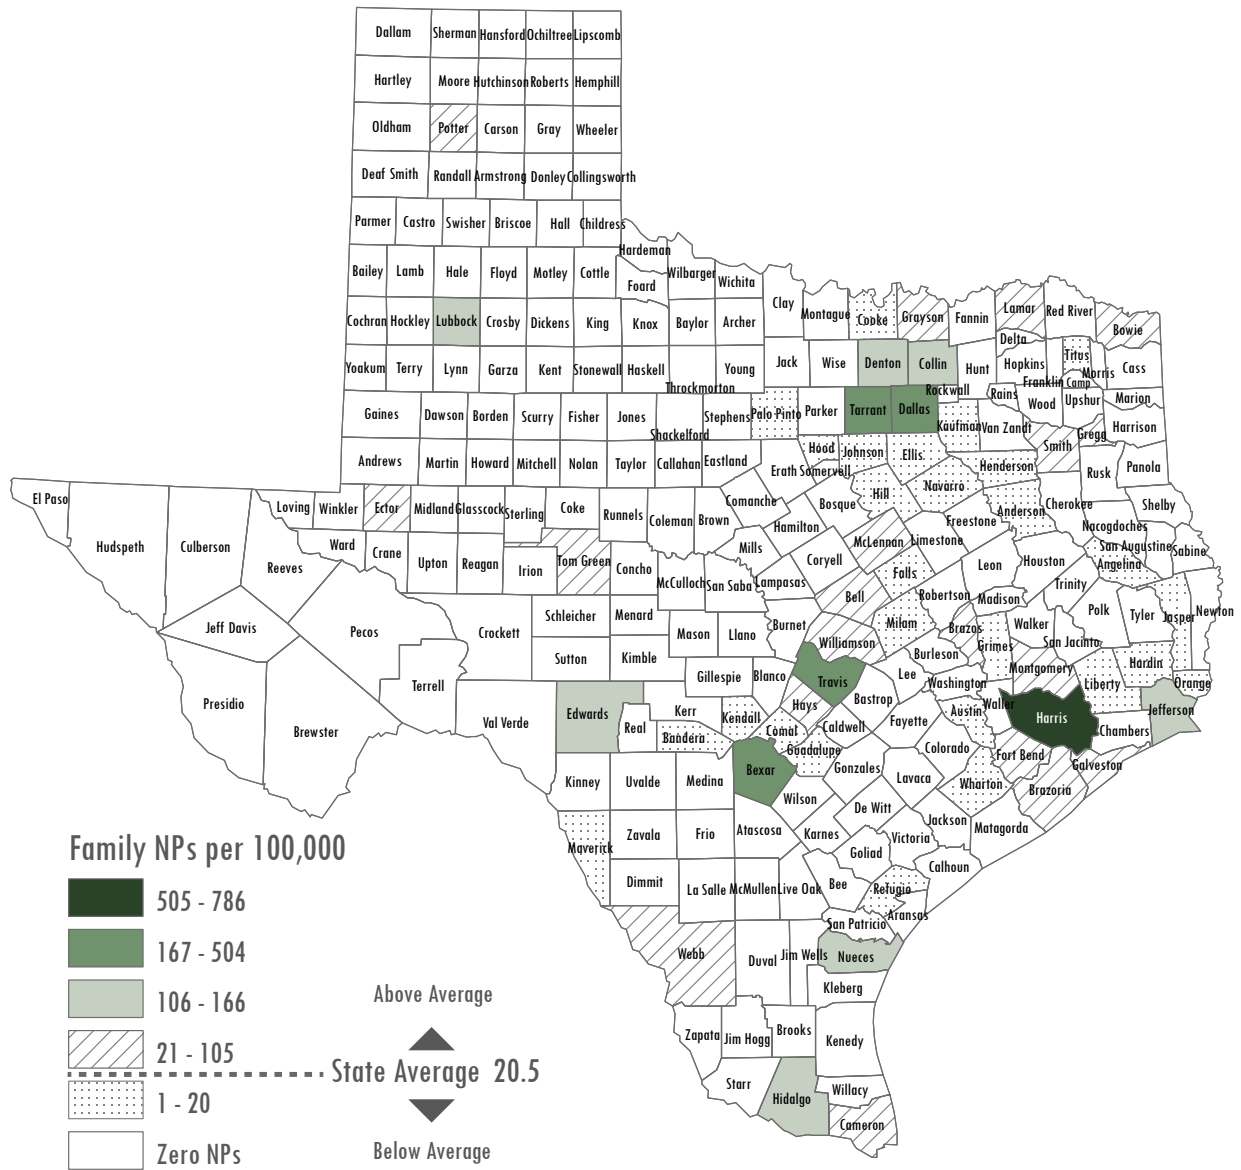 Dallam Sherman Hansford Ochiltree Lipscomb
Hartley Moore Hutchinson Roberts Hemphill
Oldham Potter Carson Gray Wheeler
Deaf Smith Randall Armstrong Donley Collingsworth
Parmer Castro Swisher Briscoe Hall Childress
Hardeman
Bailey Lamb Hale Floyd Motley Cottle Foard Wilbarger Wichita
Clay Montague Cooke Grayson Fannin Lamar Red River Bowie
Cochran Hockley Lubbock Crosby Dickens King Knox Baylor Archer
Delta Titus Morris Cass
Yoakum Terry Lynn Garza Kent Stonewall Haskell Throckmorton Young Jack Wise Denton Collin Hunt Hopkins Franklin Camp
Rockwall Rains Wood Upshur Marion
Gaines Dawson Borden Scurry Fisher Jones Shackelford Stephens Palo Pinto Parker Tarrant Dallas Kaufman Van Zandt Smith Gregg Harrison
Andrews Martin Howard Mitchell Nolan Taylor Callahan Eastland Erath Hood Somervell Johnson Ellis Henderson Rusk Panola
El Paso Loving Winkler Ector Midland Glasscock Sterling Coke Runnels Coleman Brown Comanche Bosque Hill Navarro Anderson Cherokee Shelby
Hudspeth Culberson Reeves Ward Crane Upton Reagan Irion Tom Green Concho McCulloch San Saba Mills Hamilton Coryell McLennan Limestone Freestone Leon Houston Nacogdoches San Augustine Sabine Angelina
Lampasas Bell Falls Robertson Madison Trinity Polk Tyler Jasper Newton
Jeff Davis Pecos Crockett Schleicher Menard Mason Llano Burnet Williamson Milam Brazos Grimes Walker San Jacinto
Sutton Kimble Gillespie Blanco Travis Lee Burleson Washington Montgomery Liberty Hardin Orange
Presidio Brewster Terrell Val Verde Edwards Real Kerr Kendall Hays Bastrop Fayette Austin Waller Harris Chambers Jefferson
Bandera Comal Caldwell Guadalupe Colorado Fort Bend Galveston
Kinney Uvalde Medina Bexar Gonzales Lavaca Wharton Brazoria
Wilson De Witt Jackson Matagorda
Maverick Zavala Frio Atascosa Karnes Goliad Victoria Calhoun
Dimmit La Salle McMullen Live Oak Bee Refugio Aransas
San Patricio
Webb Duval Jim Wells Nueces
Kleberg
Zapata Jim Hogg Brooks Kenedy
Starr Hidalgo Willacy
Cameron
Family NPs per 100,000
505 - 786
167 - 504
106 - 166
21 - 105
1 - 20
Zero NPs
Above Average
State Average 20.5
Below Average